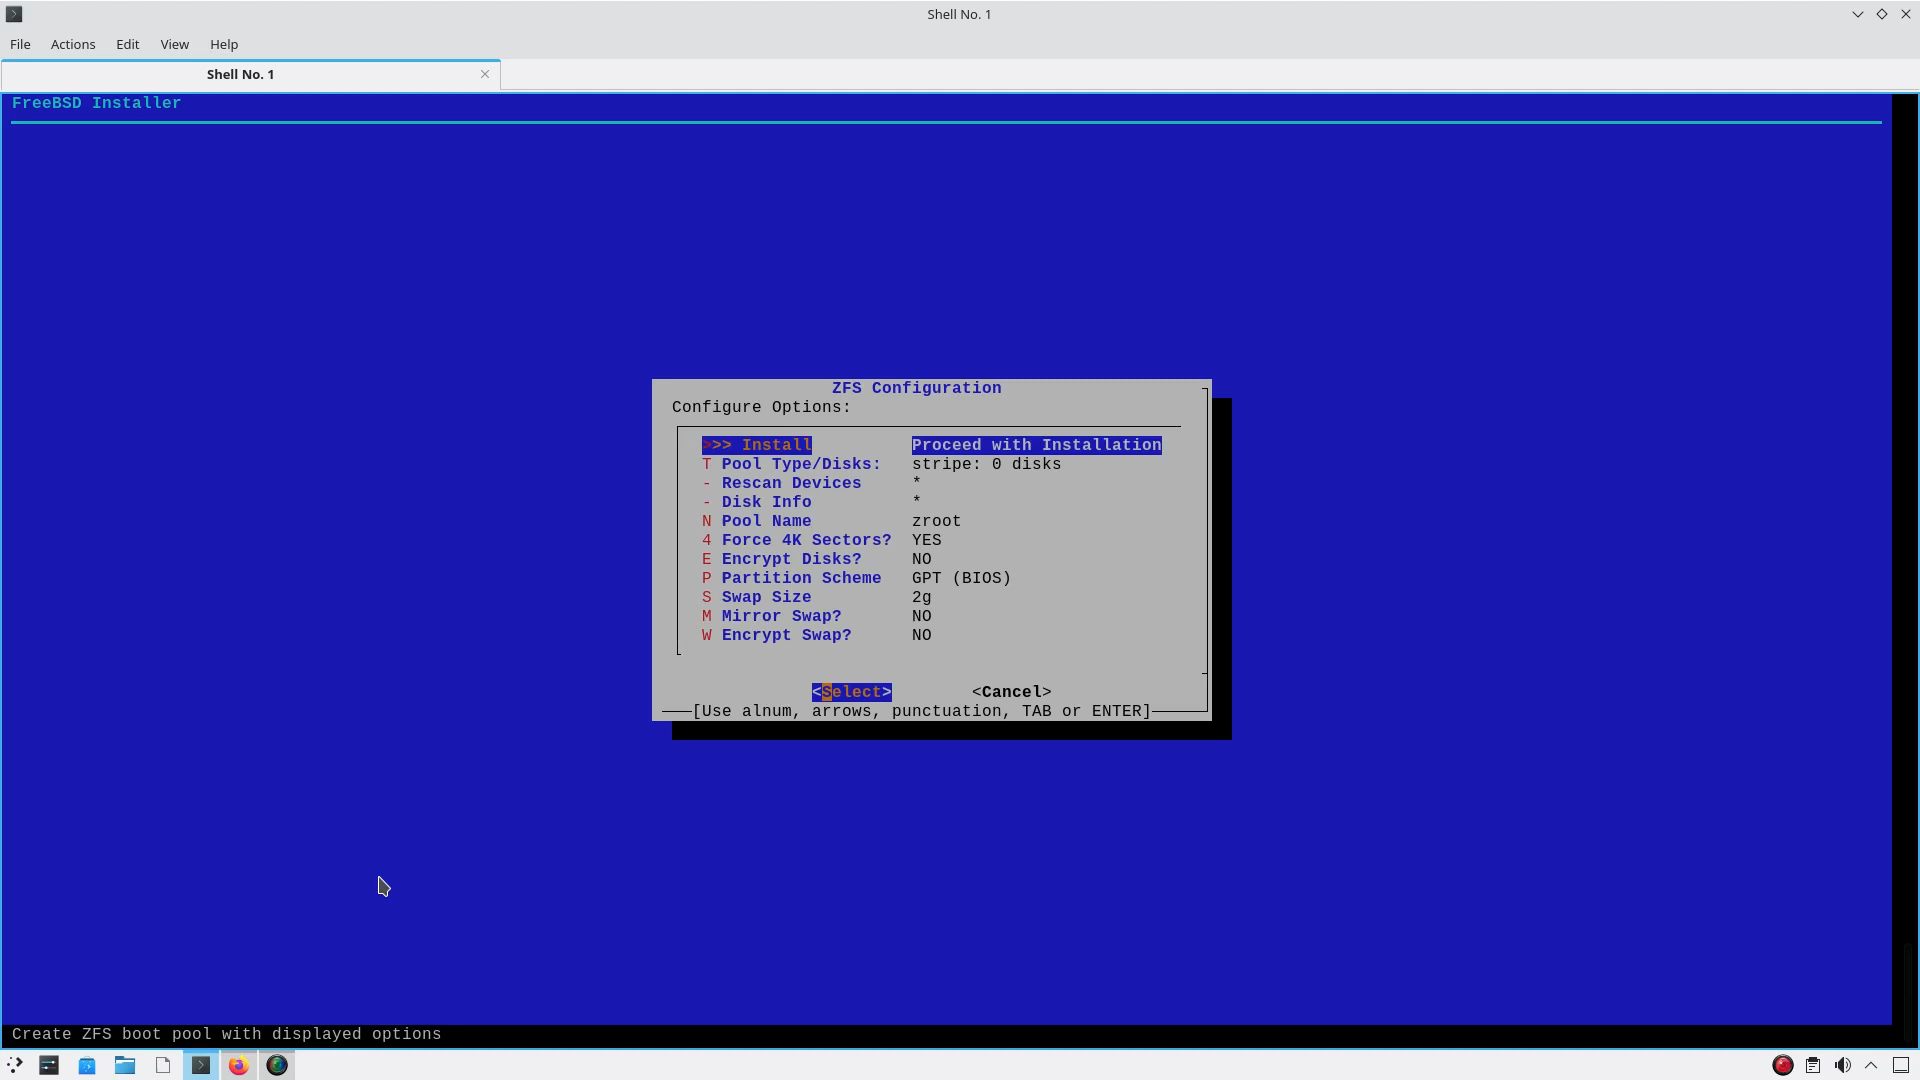 Shell No. 1
File Actions Edit View Help
Shell No. 1
FreeBSD Installer
ZFS Configuration
Configure Options:
>>> Install Proceed with Installation
T Pool Type/Disks: stripe: 0 disks
- Rescan Devices *
- Disk Info *
N Pool Name zroot
4 Force 4K Sectors? YES
E Encrypt Disks? NO
P Partition Scheme GPT (BIOS)
S Swap Size 2g
M Mirror Swap? NO
W Encrypt Swap? NO
<Select> <Cancel>
[Use alnum, arrows, punctuation, TAB or ENTER]
Create ZFS boot pool with displayed options